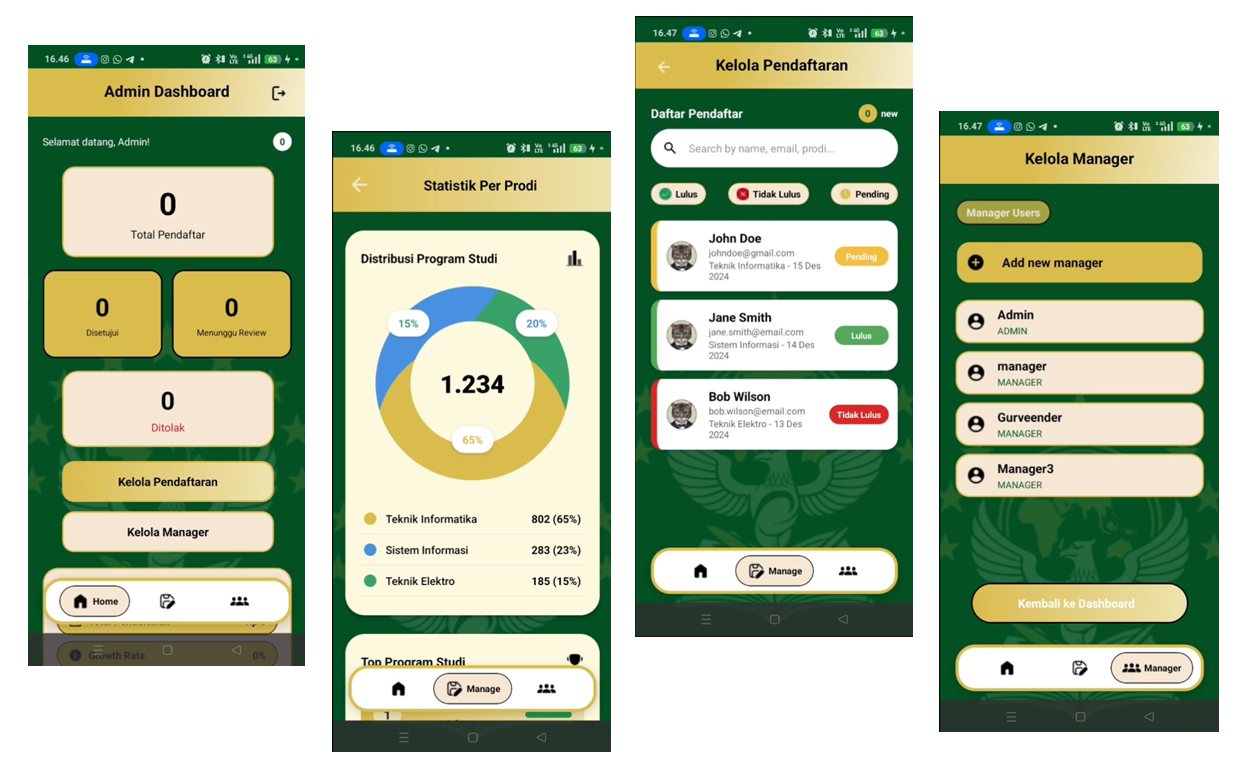 16.46
63
Admin Dashboard
Selamat datang, Admin!
0
0
Total Pendaftar
0
Disetujui
0
Menunggu Review
0
Ditolak
Kelola Pendaftaran
Kelola Manager
Home
Growth Rate
0%
16.46
63
Statistik Per Prodi
Distribusi Program Studi
15%
20%
1.234
65%
Teknik Informatika
802 (65%)
Sistem Informasi
283 (23%)
Teknik Elektro
185 (15%)
Top Program Studi
Manage
1
16.47
63
Kelola Pendaftaran
Daftar Pendaftar
0 new
Search by name, email, prodi...
Lulus
Tidak Lulus
Pending
John Doe
johndoe@gmail.com
Teknik Informatika - 15 Des
2024
Pending
Jane Smith
jane.smith@email.com
Sistem Informasi - 14 Des
2024
Lulus
Bob Wilson
bob.wilson@email.com
Teknik Elektro - 13 Des
2024
Tidak Lulus
Manage
16.47
63
Kelola Manager
Manager Users
Add new manager
Admin
ADMIN
manager
MANAGER
Gurveender
MANAGER
Manager3
MANAGER
Kembali ke Dashboard
Manager